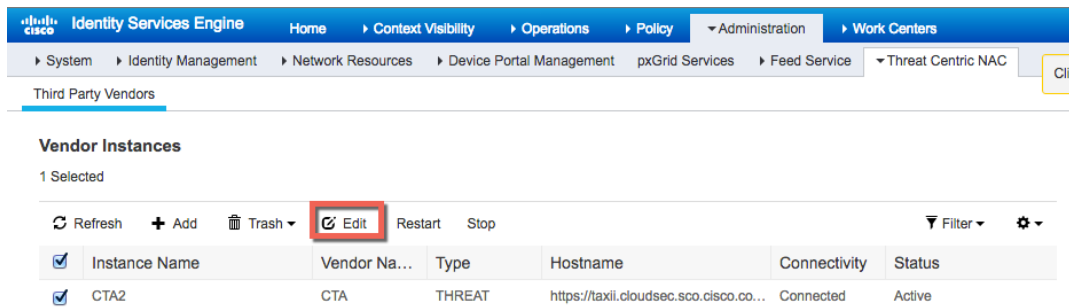 cisco Identity Services Engine Home Context Visibility Operations Policy Administration Work Centers
System Identity Management Network Resources Device Portal Management pxGrid Services Feed Service Threat Centric NAC Cli
Third Party Vendors
Vendor Instances
1 Selected
Refresh Add Trash Edit Restart Stop Filter
Instance Name Vendor Na... Type Hostname Connectivity Status
CTA2 CTA THREAT https://taxii.cloudsec.sco.cisco.co... Connected Active